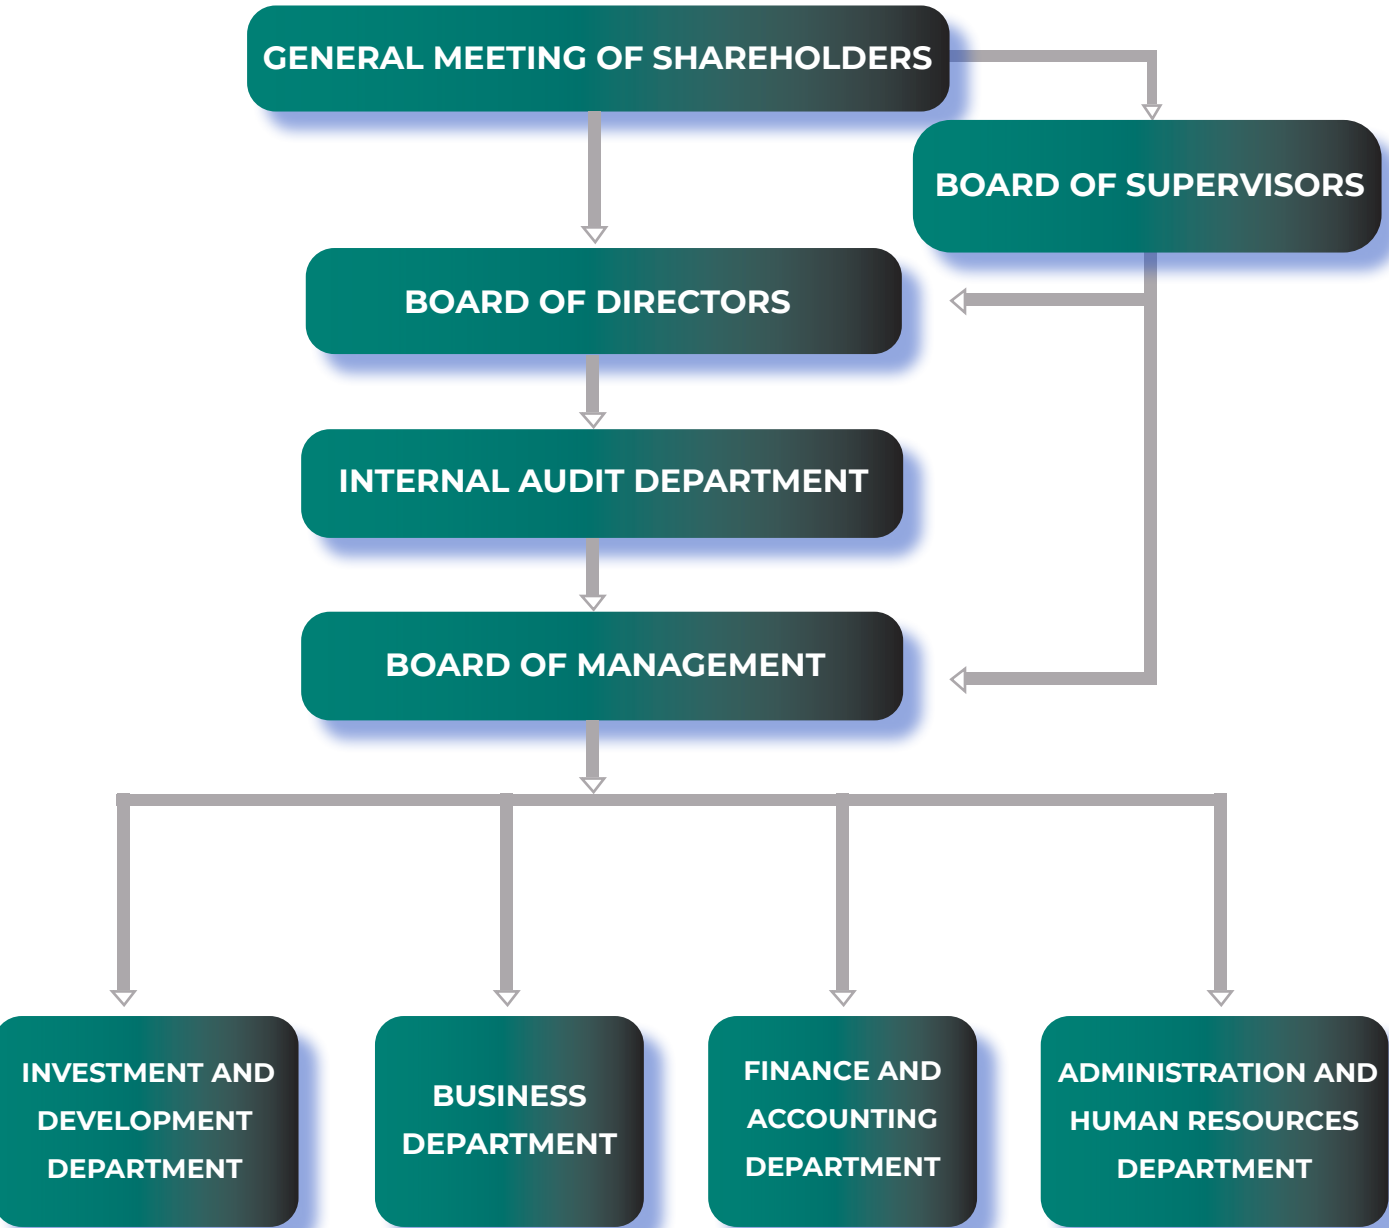 GENERAL MEETING OF SHAREHOLDERS
BOARD OF SUPERVISORS
BOARD OF DIRECTORS
INTERNAL AUDIT DEPARTMENT
BOARD OF MANAGEMENT
INVESTMENT AND
DEVELOPMENT
DEPARTMENT
BUSINESS
DEPARTMENT
FINANCE AND
ACCOUNTING
DEPARTMENT
ADMINISTRATION AND
HUMAN RESOURCES
DEPARTMENT